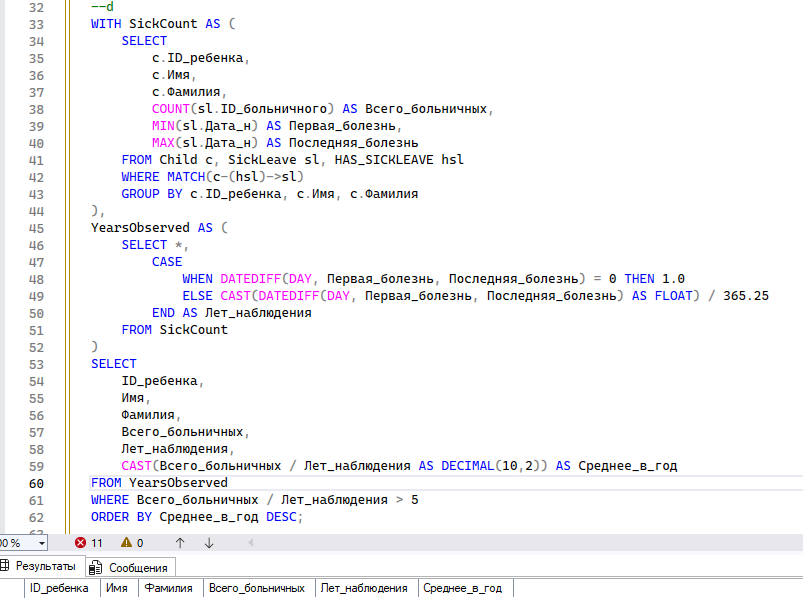 32 --d
33 WITH SickCount AS (
34 SELECT
35 c.ID_ребенка,
36 c.Имя,
37 c.Фамилия,
38 COUNT(sl.ID_больничного) AS Всего_больничных,
39 MIN(sl.Дата_н) AS Первая_болезнь,
40 MAX(sl.Дата_н) AS Последняя_болезнь
41 FROM Child c, SickLeave sl, HAS_SICKLEAVE hsl
42 WHERE MATCH(c-(hsl)->sl)
43 GROUP BY c.ID_ребенка, c.Имя, c.Фамилия
44 ),
45 YearsObserved AS (
46 SELECT *,
47 CASE
48 WHEN DATEDIFF(DAY, Первая_болезнь, Последняя_болезнь) = 0 THEN 1.0
49 ELSE CAST(DATEDIFF(DAY, Первая_болезнь, Последняя_болезнь) AS FLOAT) / 365.25
50 END AS Лет_наблюдения
51 FROM SickCount
52 )
53 SELECT
54 ID_ребенка,
55 Имя,
56 Фамилия,
57 Всего_больничных,
58 Лет_наблюдения,
59 CAST(Всего_больничных / Лет_наблюдения AS DECIMAL(10,2)) AS Среднее_в_год
60 FROM YearsObserved
61 WHERE Всего_больничных / Лет_наблюдения > 5
62 ORDER BY Среднее_в_год DESC;
00 % 11 0
Результаты Сообщения
ID_ребенка Имя Фамилия Всего_больничных Лет_наблюдения Среднее_в_год